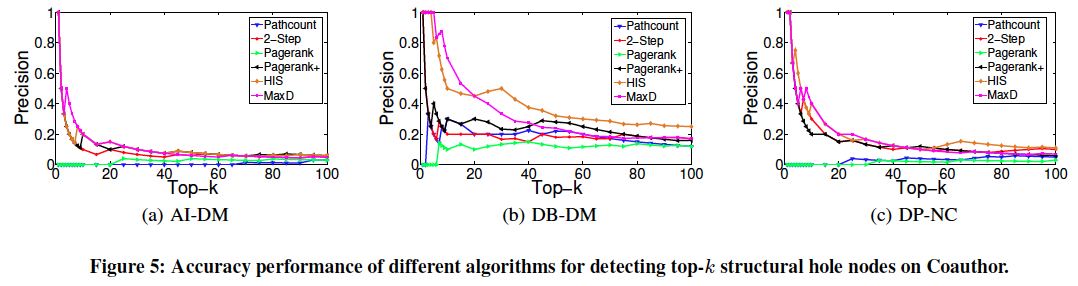 Precision
1
0.8
0.6
0.4
0.2
0
0 20 40 60 80 100
Top-k
Pathcount
2-Step
Pagerank
Pagerank+
HIS
MaxD
(a) AI-DM
Precision
1
0.8
0.6
0.4
0.2
0
0 20 40 60 80 100
Top-k
Pathcount
2-Step
Pagerank
Pagerank+
HIS
MaxD
(b) DB-DM
Precision
1
0.8
0.6
0.4
0.2
0
0 20 40 60 80 100
Top-k
Pathcount
2-Step
Pagerank
Pagerank+
HIS
MaxD
(c) DP-NC
Figure 5: Accuracy performance of different algorithms for detecting top-k structural hole nodes on Coauthor.